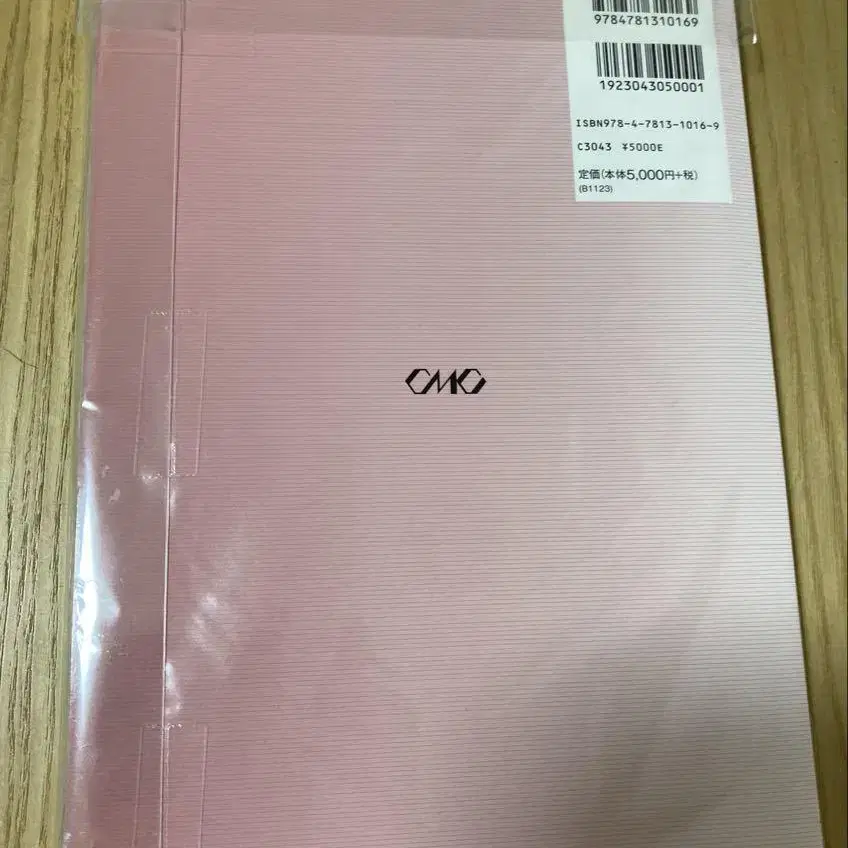 9784781310169
1923043050001
ISBN978-4-7813-1016-9
C3043 ¥5000E
定価(本体5,000円+税)
(B1123)
CMC